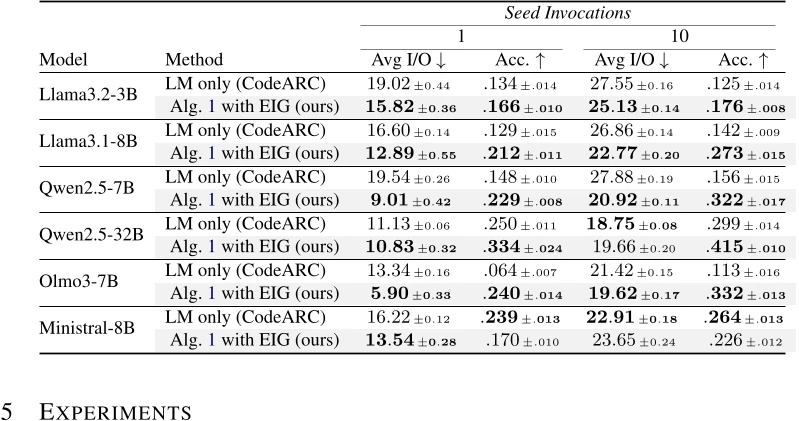 Seed Invocations
1 10
Model Method Avg I/O ↓ Acc. ↑ Avg I/O ↓ Acc. ↑
Llama3.2-3B LM only (CodeARC) 19.02 ±0.44 .134 ±.014 27.55 ±0.16 .125 ±.014
Alg. 1 with EIG (ours) 15.82 ±0.36 .166 ±.010 25.13 ±0.14 .176 ±.008
Llama3.1-8B LM only (CodeARC) 16.60 ±0.14 .129 ±.015 26.86 ±0.14 .142 ±.009
Alg. 1 with EIG (ours) 12.89 ±0.55 .212 ±.011 22.77 ±0.20 .273 ±.015
Qwen2.5-7B LM only (CodeARC) 19.54 ±0.26 .148 ±.010 27.88 ±0.19 .156 ±.015
Alg. 1 with EIG (ours) 9.01 ±0.42 .229 ±.008 20.92 ±0.11 .322 ±.017
Qwen2.5-32B LM only (CodeARC) 11.13 ±0.06 .250 ±.011 18.75 ±0.08 .299 ±.014
Alg. 1 with EIG (ours) 10.83 ±0.32 .334 ±.024 19.66 ±0.20 .415 ±.010
Olmo3-7B LM only (CodeARC) 13.34 ±0.16 .064 ±.007 21.42 ±0.15 .113 ±.016
Alg. 1 with EIG (ours) 5.90 ±0.33 .240 ±.014 19.62 ±0.17 .332 ±.013
Ministral-8B LM only (CodeARC) 16.22 ±0.12 .239 ±.013 22.91 ±0.18 .264 ±.013
Alg. 1 with EIG (ours) 13.54 ±0.28 .170 ±.010 23.65 ±0.24 .226 ±.012
5 EXPERIMENTS